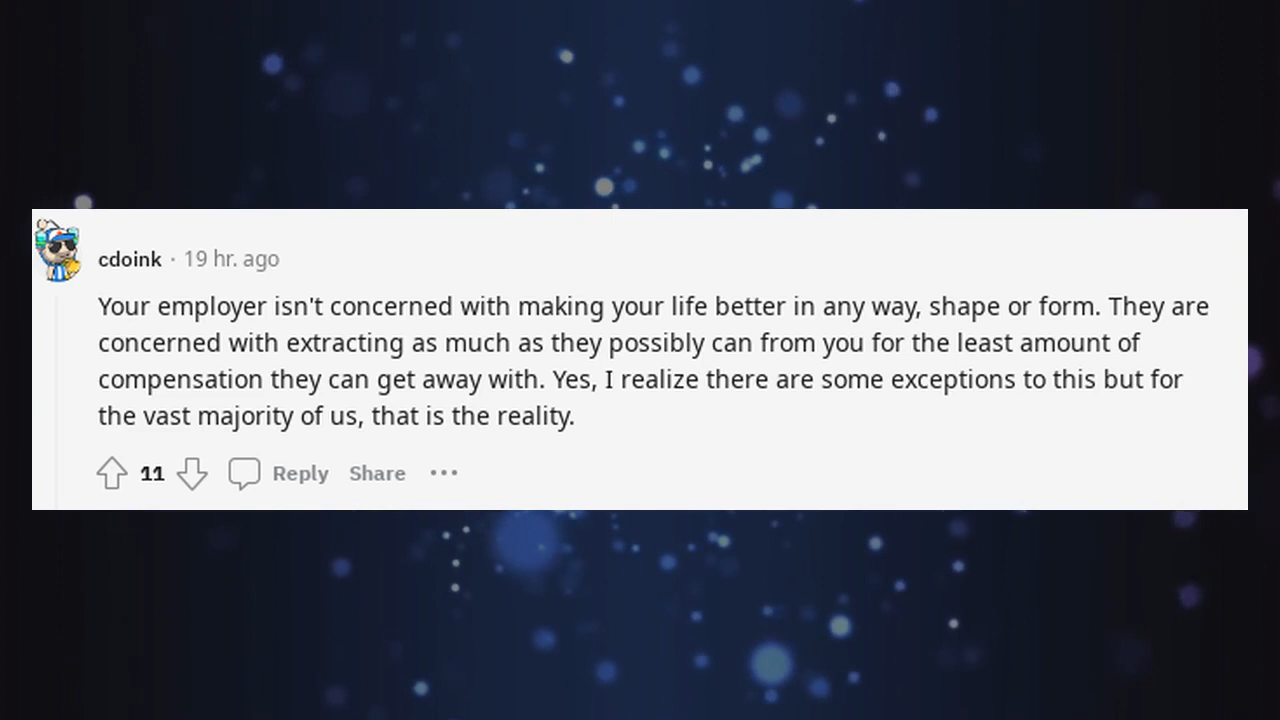 cdoink · 19 hr. ago
Your employer isn't concerned with making your life better in any way, shape or form. They are
concerned with extracting as much as they possibly can from you for the least amount of
compensation they can get away with. Yes, I realize there are some exceptions to this but for
the vast majority of us, that is the reality.
11 Reply Share ···